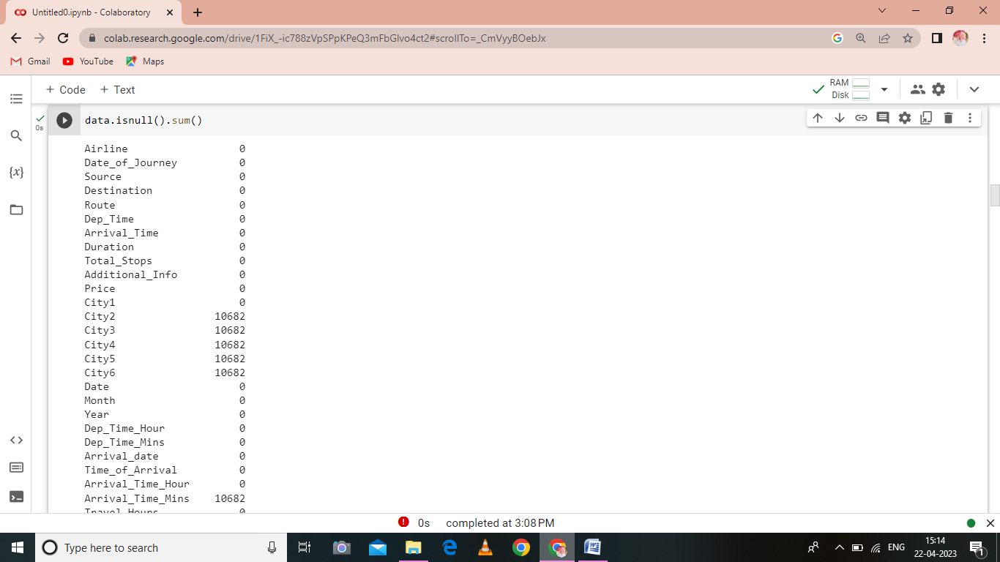 Untitled0.ipynb - Colaboratory
colab.research.google.com/drive/1FiX_-ic788zVpSPpKPeQ3mFbGIvo4ct2#scrollTo=_CmVyyBOebJx
Gmail YouTube Maps
+ Code + Text
RAM
Disk
0s
data.isnull().sum()
Airline 0
Date_of_Journey 0
Source 0
Destination 0
Route 0
Dep_Time 0
Arrival_Time 0
Duration 0
Total_Stops 0
Additional_Info 0
Price 0
City1 0
City2 10682
City3 10682
City4 10682
City5 10682
City6 10682
Date 0
Month 0
Year 0
Dep_Time_Hour 0
Dep_Time_Mins 0
Arrival_date 0
Time_of_Arrival 0
Arrival_Time_Hour 0
Arrival_Time_Mins 10682
Travel_Hours 0
0s completed at 3:08 PM
Type here to search
ENG
15:14
22-04-2023
1